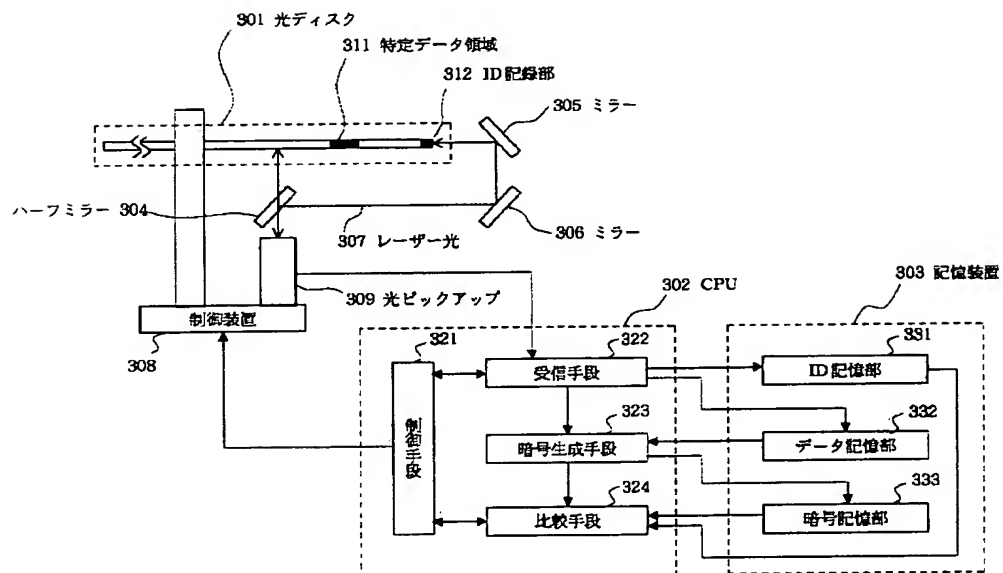 301 光ディスク
311 特定データ領域
312 ID記録部
305 ミラー
ハーフミラー 304
307 レーザー光
306 ミラー
309 光ピックアップ
制御装置
308
302 CPU
303 記憶装置
321
322
331
受信手段
ID記憶部
323
332
制御手段
暗号生成手段
データ記憶部
324
333
比較手段
暗号記憶部